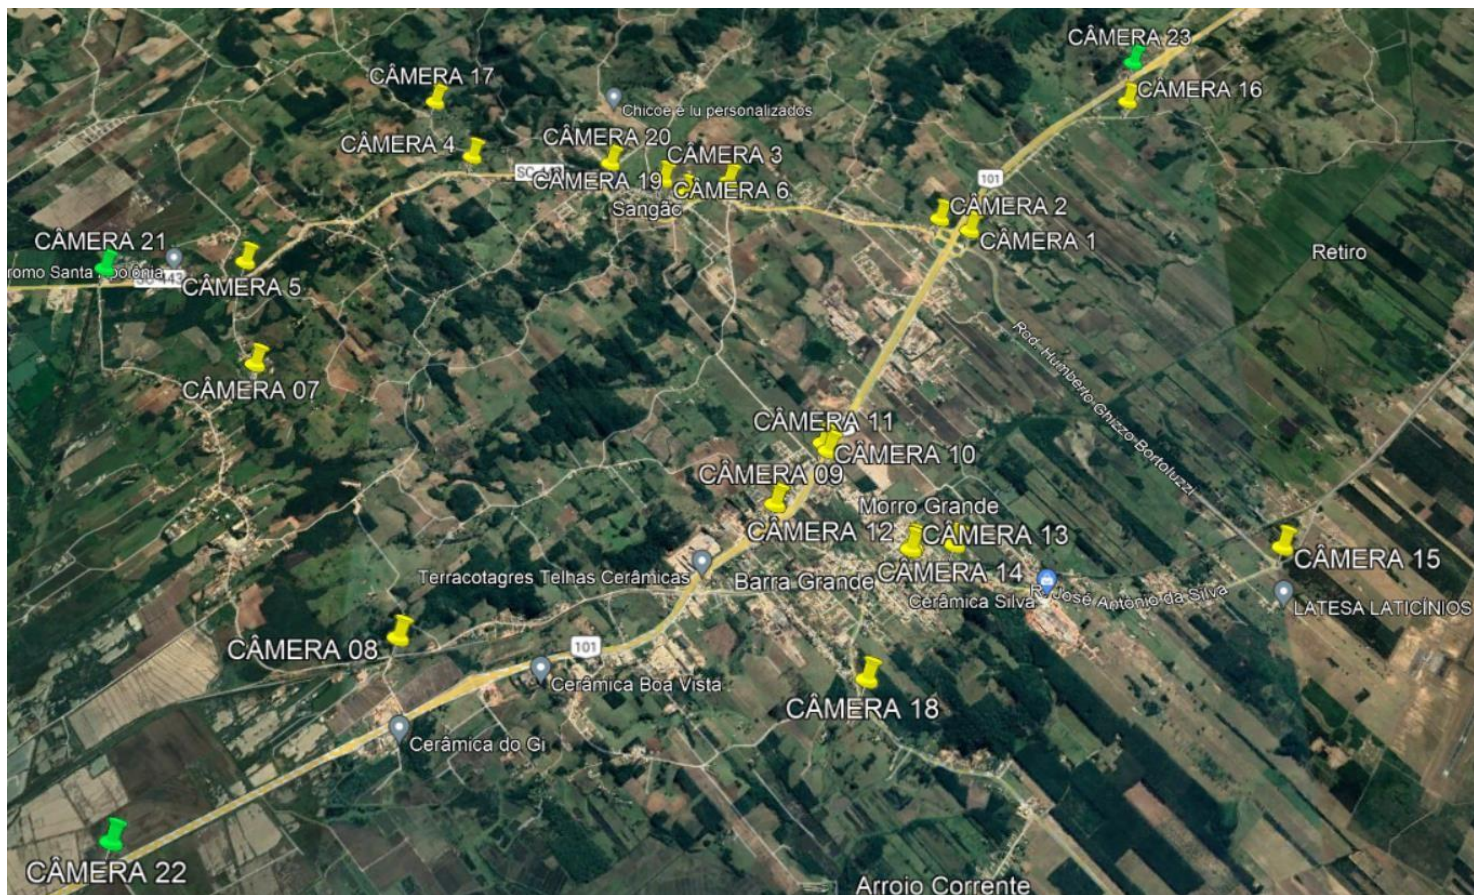 CÂMERA 23
CÂMERA 17
CÂMERA 16
Chicoe e lu personalizados
CÂMERA 4
CÂMERA 20
CÂMERA 3
101
CÂMERA 19
CÂMERA 6
Sangão
CÂMERA 2
CÂMERA 1
CÂMERA 21
Retiro
romo Santa Apolônia
CÂMERA 5
Rod. Humberto Ghizzo Bortoluzzi
CÂMERA 07
CÂMERA 11
CÂMERA 10
CÂMERA 09
Morro Grande
CÂMERA 12
CÂMERA 13
CÂMERA 15
Terracotagres Telhas Cerâmicas
Barra Grande
CÂMERA 14
Cerâmica Silva
R. José Antônio da Silva
LATESA LATICÍNIOS
CÂMERA 08
101
Cerâmica Boa Vista
CÂMERA 18
Cerâmica do Gi
CÂMERA 22
Arroio Corrente